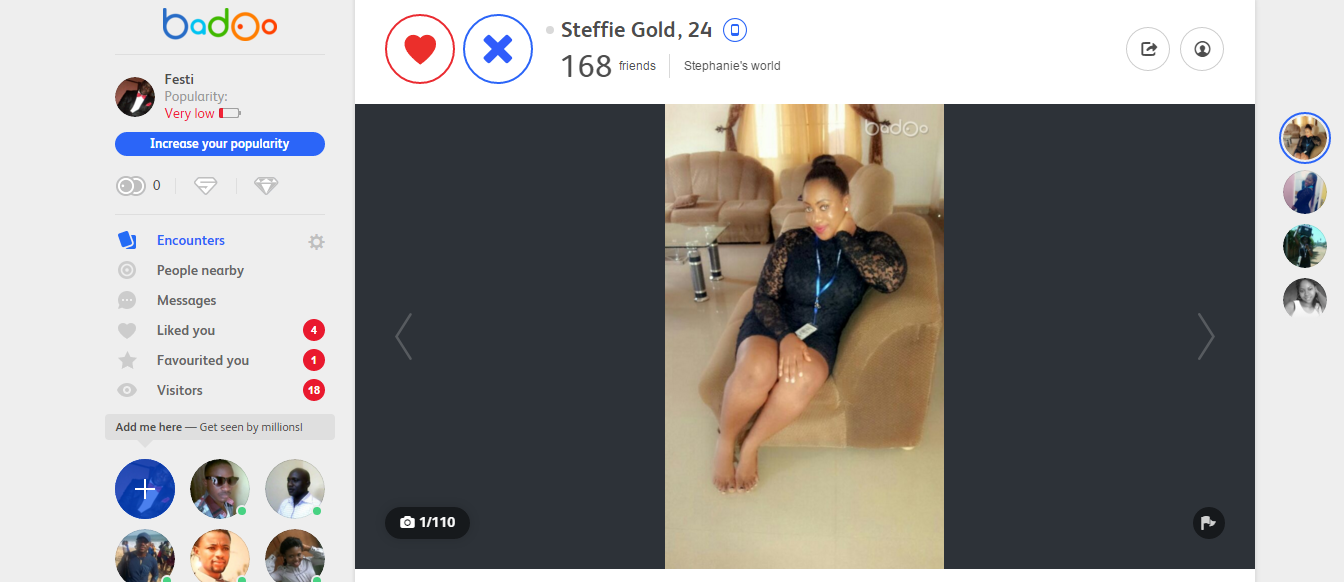 badoo
Festi
Popularity:
Very low
Increase your popularity
0
Encounters
People nearby
Messages
Liked you 4
Favourited you 1
Visitors 18
Add me here — Get seen by millions!
Steffie Gold, 24
168 friends Stephanie's world
badoo
1/110